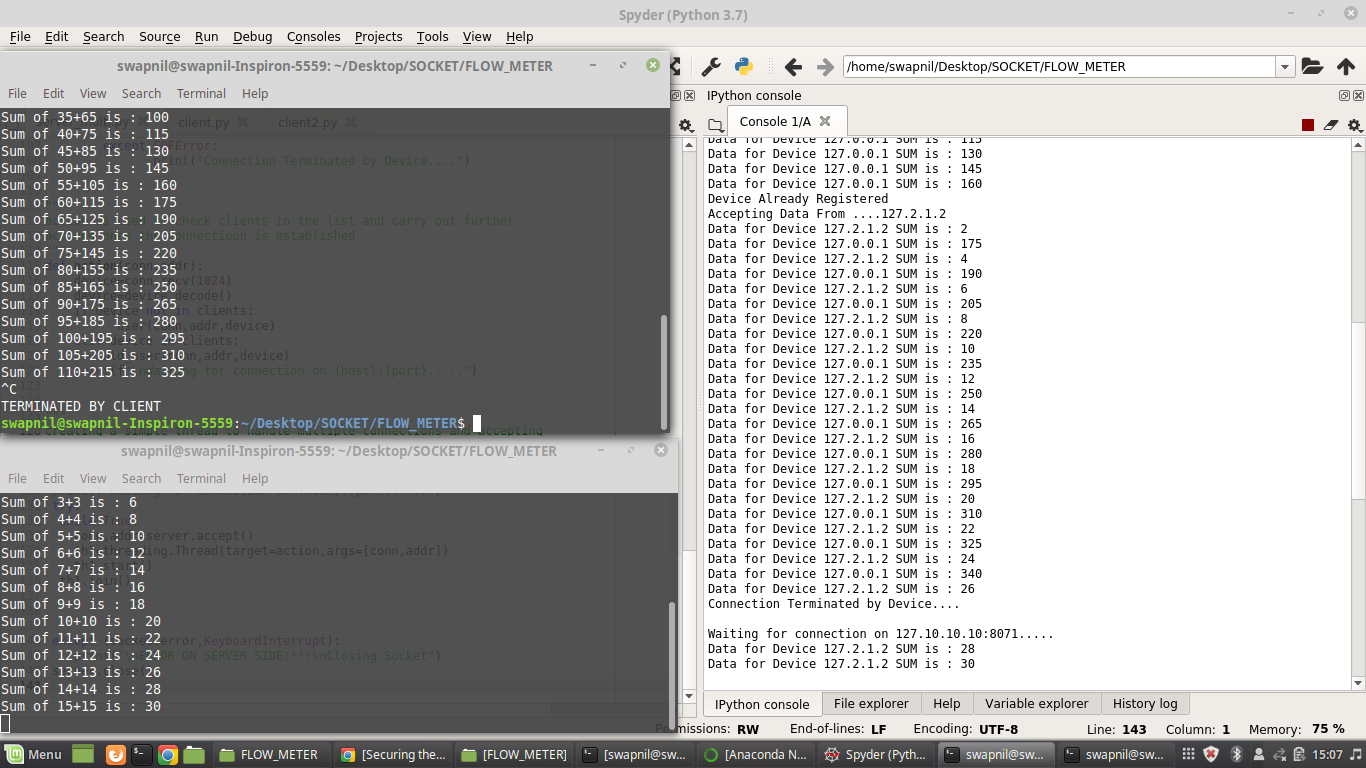 Spyder (Python 3.7)
File Edit Search Source Run Debug Consoles Projects Tools View Help
swapnil@swapnil-Inspiron-5559: ~/Desktop/SOCKET/FLOW_METER
File Edit View Search Terminal Help
client.py client2.py
Sum of 35+65 is : 100
Sum of 40+75 is : 115
Sum of 45+85 is : 130
Sum of 50+95 is : 145
Sum of 55+105 is : 160
Sum of 60+115 is : 175
Sum of 65+125 is : 190
Sum of 70+135 is : 205
Sum of 75+145 is : 220
Sum of 80+155 is : 235
Sum of 85+165 is : 250
Sum of 90+175 is : 265
Sum of 95+185 is : 280
Sum of 100+195 is : 295
Sum of 105+205 is : 310
Sum of 110+215 is : 325
^C
TERMINATED BY CLIENT
swapnil@swapnil-Inspiron-5559:~/Desktop/SOCKET/FLOW_METER$
swapnil@swapnil-Inspiron-5559: ~/Desktop/SOCKET/FLOW_METER
File Edit View Search Terminal Help
Sum of 3+3 is : 6
Sum of 4+4 is : 8
Sum of 5+5 is : 10
Sum of 6+6 is : 12
Sum of 7+7 is : 14
Sum of 8+8 is : 16
Sum of 9+9 is : 18
Sum of 10+10 is : 20
Sum of 11+11 is : 22
Sum of 12+12 is : 24
Sum of 13+13 is : 26
Sum of 14+14 is : 28
Sum of 15+15 is : 30
/home/swapnil/Desktop/SOCKET/FLOW_METER
IPython console
Console 1/A
Data for Device 127.0.0.1 SUM is : 115
Data for Device 127.0.0.1 SUM is : 130
Data for Device 127.0.0.1 SUM is : 145
Data for Device 127.0.0.1 SUM is : 160
Device Already Registered
Accepting Data From ....127.2.1.2
Data for Device 127.2.1.2 SUM is : 2
Data for Device 127.0.0.1 SUM is : 175
Data for Device 127.2.1.2 SUM is : 4
Data for Device 127.0.0.1 SUM is : 190
Data for Device 127.2.1.2 SUM is : 6
Data for Device 127.0.0.1 SUM is : 205
Data for Device 127.2.1.2 SUM is : 8
Data for Device 127.0.0.1 SUM is : 220
Data for Device 127.2.1.2 SUM is : 10
Data for Device 127.0.0.1 SUM is : 235
Data for Device 127.2.1.2 SUM is : 12
Data for Device 127.0.0.1 SUM is : 250
Data for Device 127.2.1.2 SUM is : 14
Data for Device 127.0.0.1 SUM is : 265
Data for Device 127.2.1.2 SUM is : 16
Data for Device 127.0.0.1 SUM is : 280
Data for Device 127.2.1.2 SUM is : 18
Data for Device 127.0.0.1 SUM is : 295
Data for Device 127.2.1.2 SUM is : 20
Data for Device 127.0.0.1 SUM is : 310
Data for Device 127.2.1.2 SUM is : 22
Data for Device 127.0.0.1 SUM is : 325
Data for Device 127.2.1.2 SUM is : 24
Data for Device 127.0.0.1 SUM is : 340
Data for Device 127.2.1.2 SUM is : 26
Connection Terminated by Device....
Waiting for connection on 127.10.10.10:8071.....
Data for Device 127.2.1.2 SUM is : 28
Data for Device 127.2.1.2 SUM is : 30
IPython console File explorer Help Variable explorer History log
Permissions: RW End-of-lines: LF Encoding: UTF-8 Line: 143 Column: 1 Memory: 75 %
Menu FLOW_METER [Securing the... [FLOW_METER] [swapnil@sw... [Anaconda N... Spyder (Pyth... swapnil@sw... swapnil@sw... 15:07